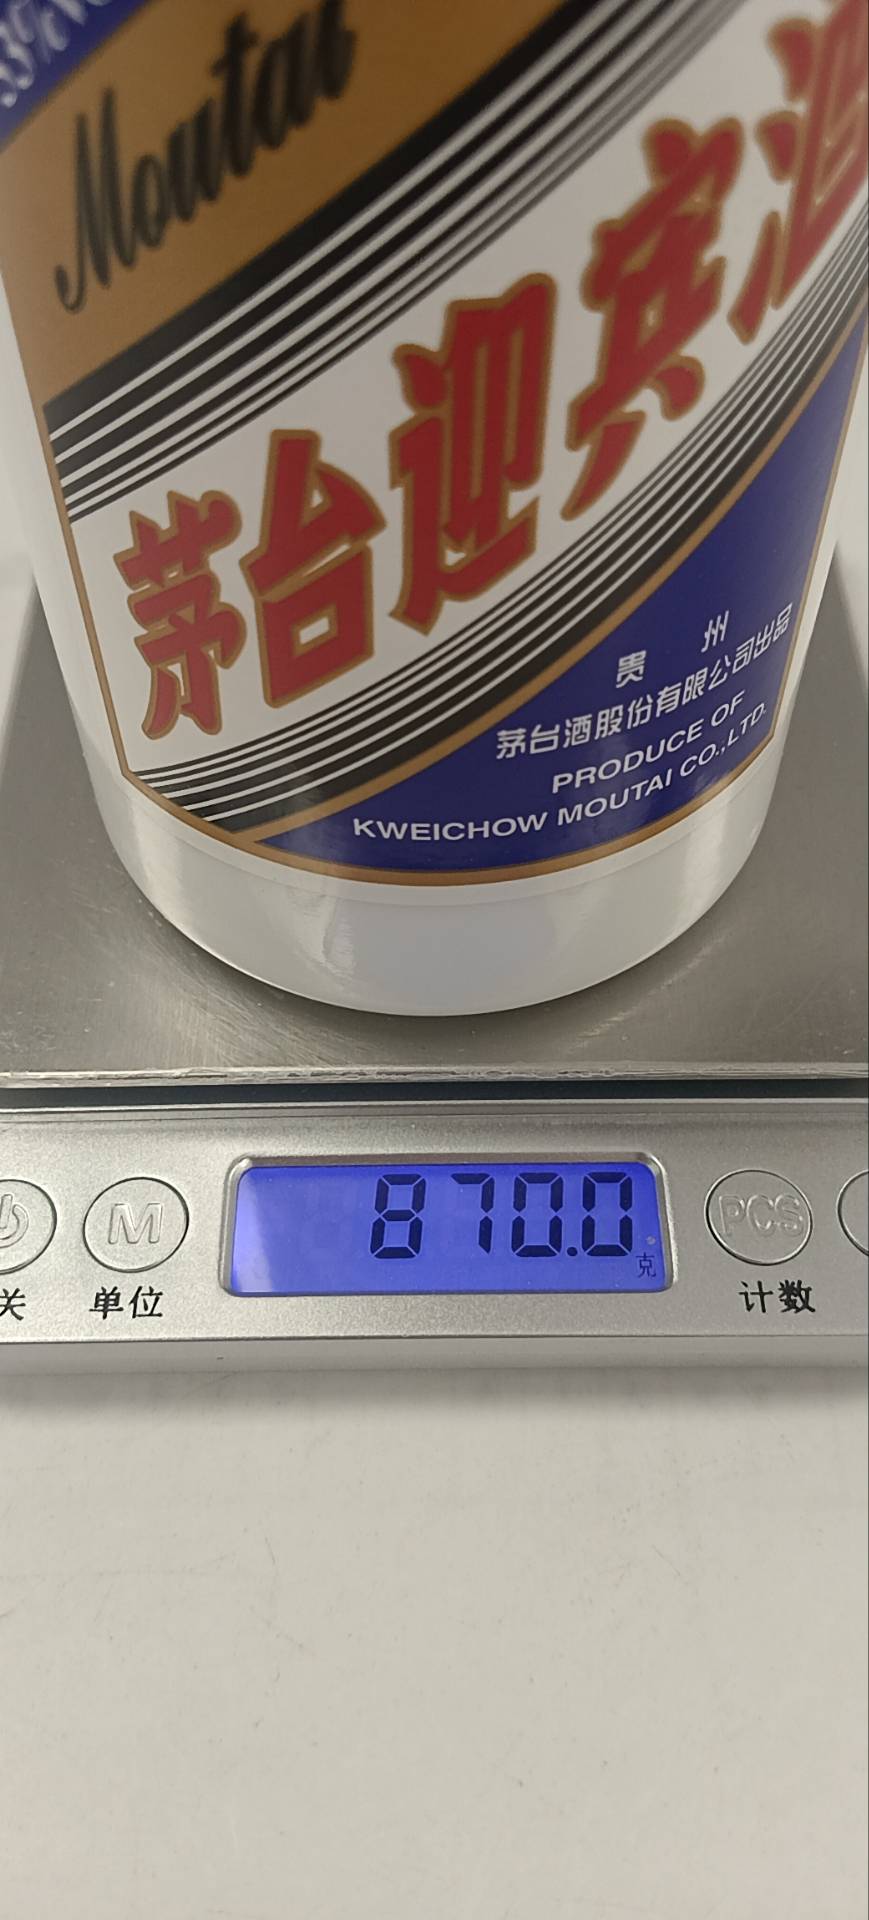 53%
Moutai
茅台迎宾酒
贵州
茅台酒股份有限公司出品
PRODUCE OF
KWEICHOW MOUTAI CO.,LTD.
870.0
克
M
PCS
关
单位
计数